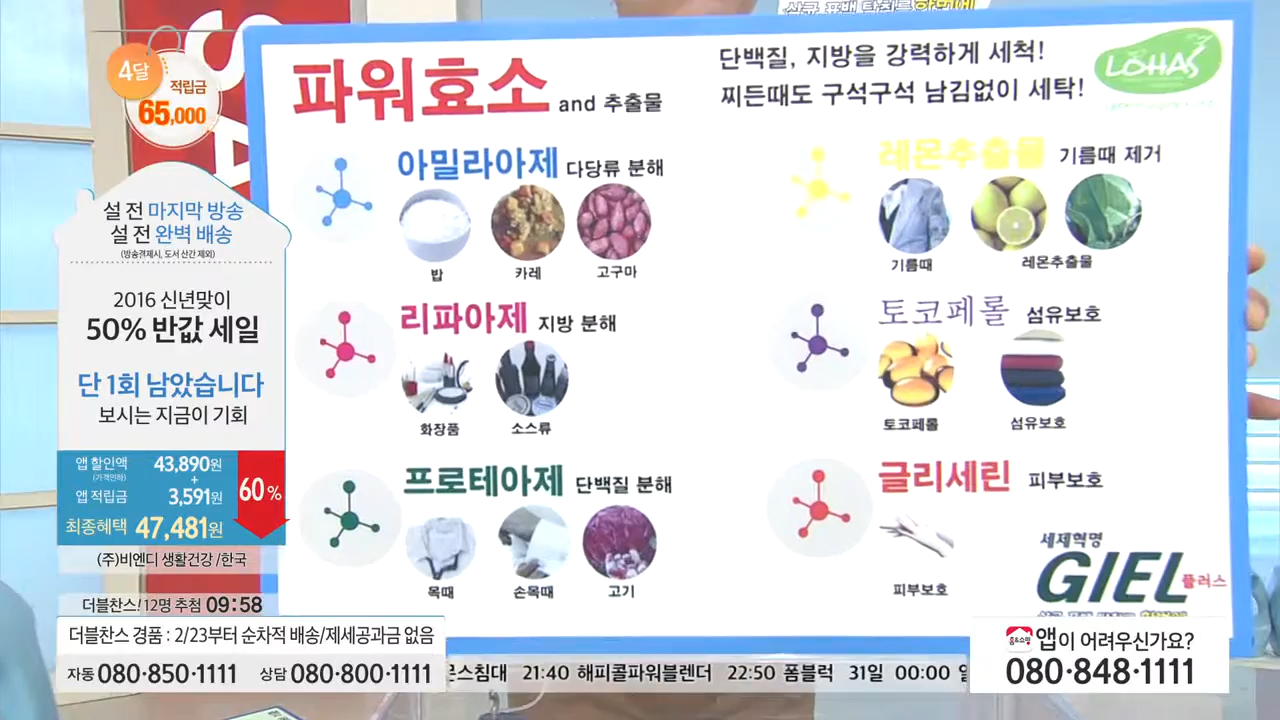 4달
적립금
65,000
설 전 마지막 방송
설 전 완벽 배송
(방송결제시, 도서 산간 제외)
2016 신년맞이
50% 반값 세일
단 1회 남았습니다
보시는 지금이 기회
앱 할인액 43,890원
(가격인하)
+
앱 적립금 3,591원
60%
최종혜택 47,481원
(주)비엔디 생활건강 /한국
더블찬스! 12명 추첨 09:58
더블찬스 경품 : 2/23부터 순차적 배송/제세공과금 없음
자동 080·850·1111 상담 080·800·1111
파워효소 and 추출물
단백질, 지방을 강력하게 세척!
찌든때도 구석구석 남김없이 세탁!
LOHAS
아밀라아제 다당류 분해
밥 카레 고구마
리파아제 지방 분해
화장품 소스류
프로테아제 단백질 분해
목때 손목때 고기
레몬추출물 기름때 제거
기름때 레몬추출물
토코페롤 섬유보호
토코페롤 섬유보호
글리세린 피부보호
피부보호
세제혁명
GIEL 플러스
몬스침대 21:40 해피콜파워블렌더 22:50 폼블럭 31일 00:00
홈&쇼핑 앱이 어려우신가요?
080·848·1111